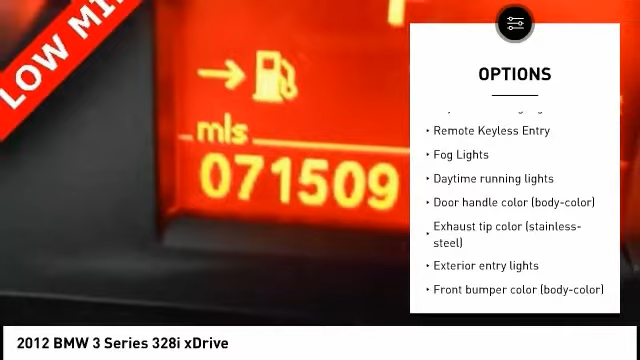 LOW MI
mls
071509
OPTIONS
Remote Keyless Entry
Fog Lights
Daytime running lights
Door handle color (body-color)
Exhaust tip color (stainless-
steel)
Exterior entry lights
Front bumper color (body-color)
2012 BMW 3 Series 328i xDrive